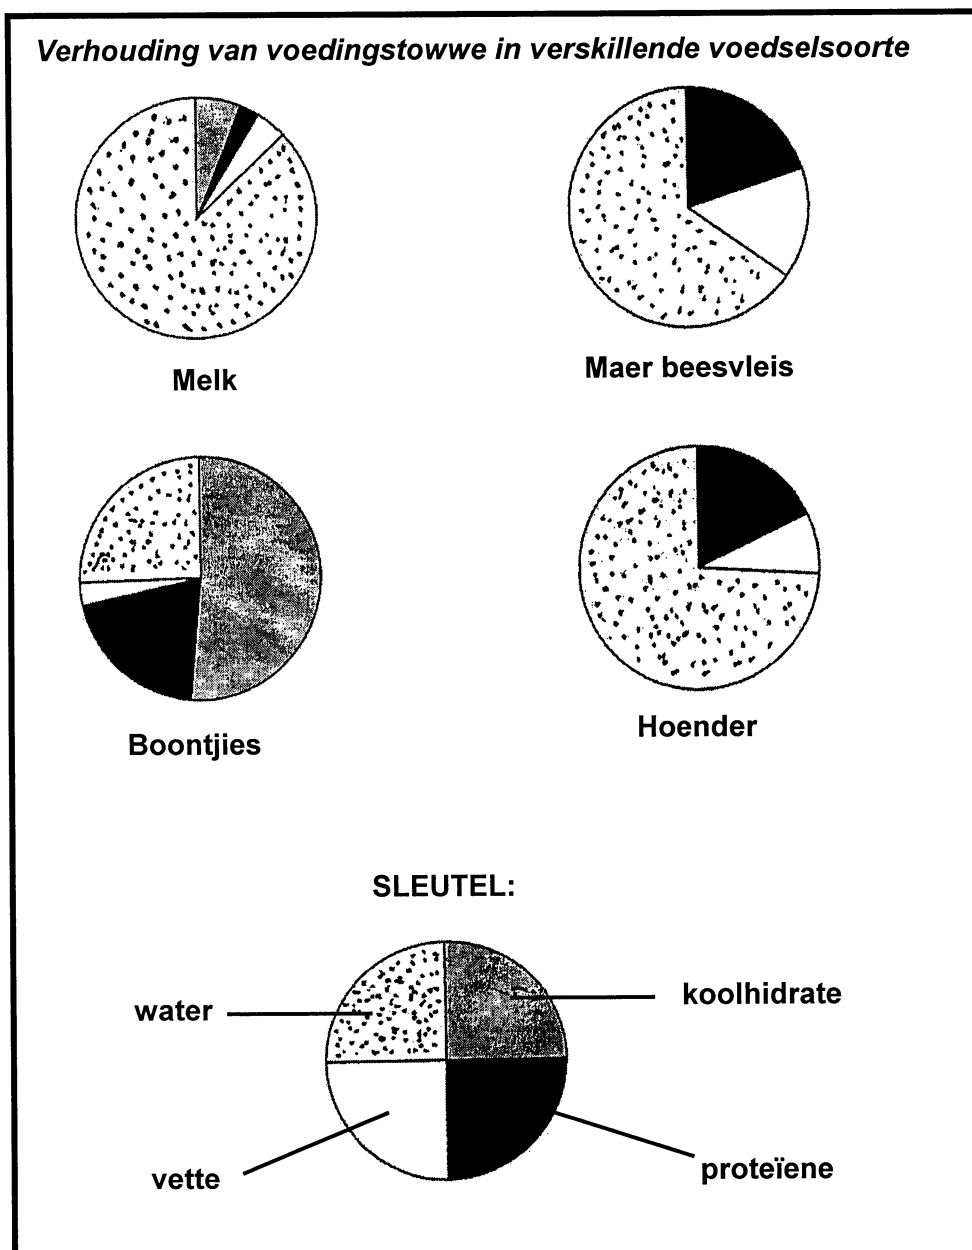 Verhouding van voedingstowwe in verskillende voedselsoorte
Melk
Maer beesvleis
Boontjies
Hoender
SLEUTEL:
water
koolhidrate
vette
proteïene